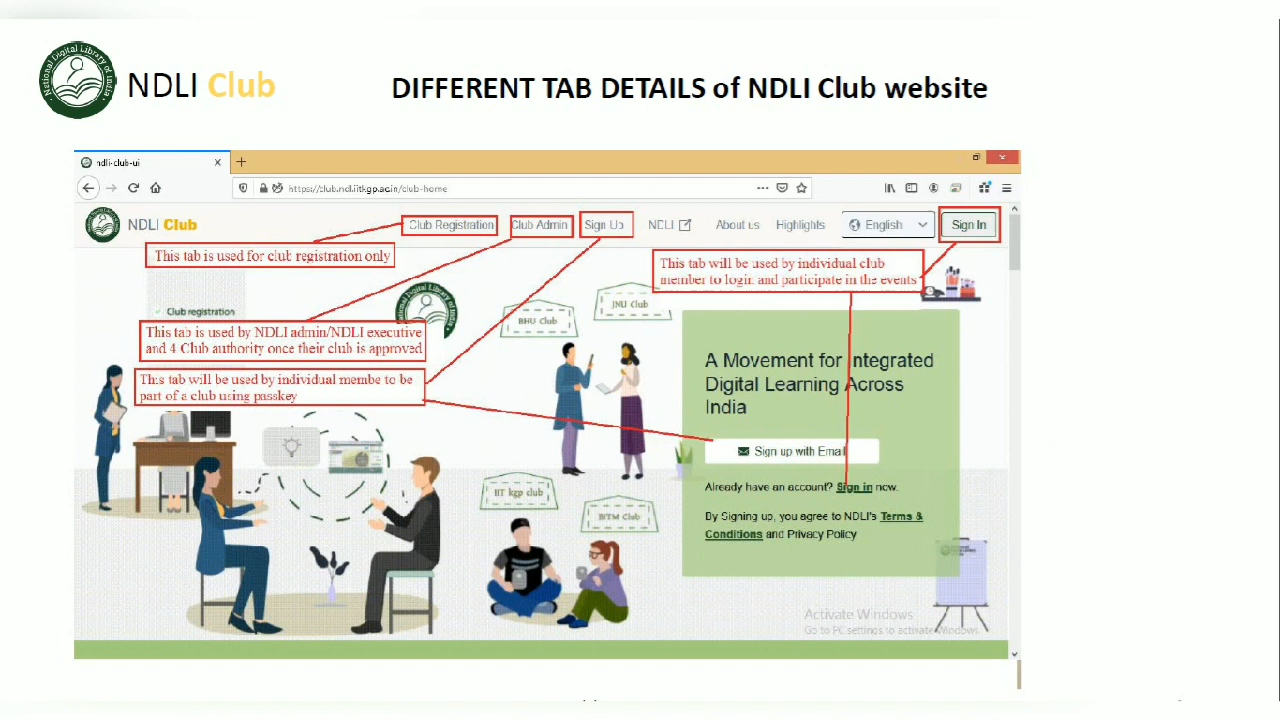 National Digital Library of India
NDLI Club
DIFFERENT TAB DETAILS of NDLI Club website
ndli-club-ui
https://club.ndl.iitkgp.ac.in/club-home
NDLI Club
Club Registration
Club Admin
Sign Up
NDLI
About us
Highlights
English
Sign In
This tab is used for club registration only
This tab will be used by individual club
member to login and participate in the events
Club registration
This tab is used by NDLI admin/NDLI executive
and 4 Club authority once their club is approved
This tab will be used by individual membe to be
part of a club using passkey
BHU Club
JNU Club
A Movement for Integrated
Digital Learning Across
India
Sign up with Email
Already have an account? Sign in now.
By Signing up, you agree to NDLI's Terms &
Conditions and Privacy Policy
IIT kgp club
BITM Club
Activate Windows
Go to PC settings to activate Windows.